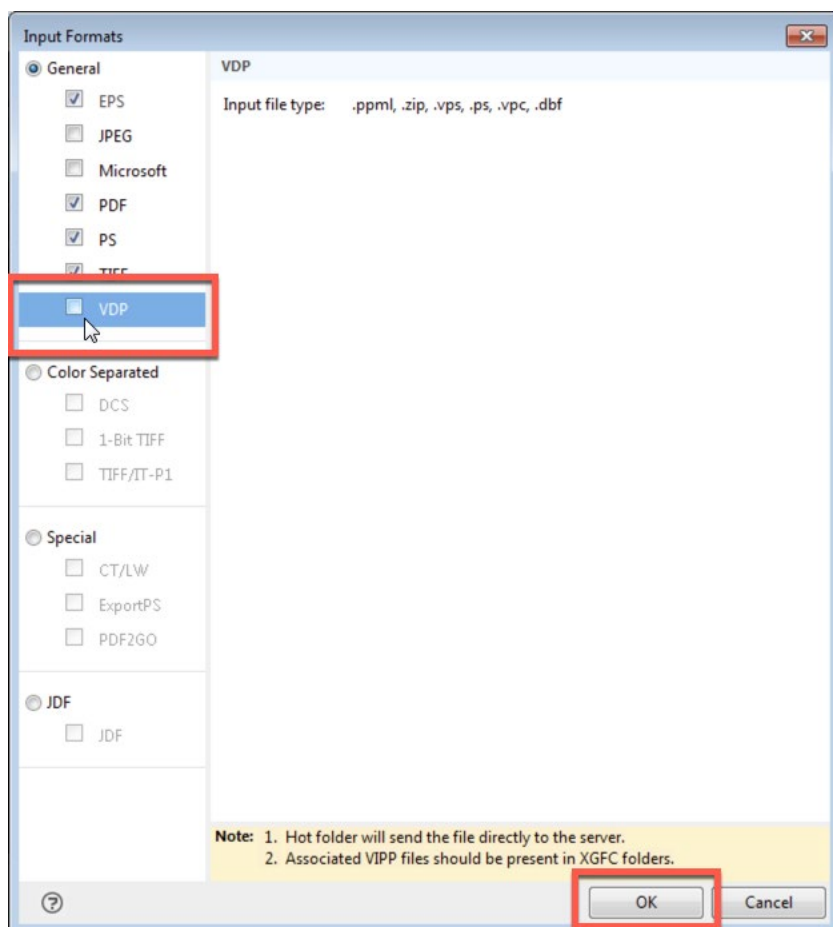 Input Formats
General
VDP
EPS
Input file type: .ppml, .zip, .vps, .ps, .vpc, .dbf
JPEG
Microsoft
PDF
PS
TIFF
VDP
Color Separated
DCS
1-Bit TIFF
TIFF/IT-P1
Special
CT/LW
ExportPS
PDF2GO
JDF
JDF
Note: 1. Hot folder will send the file directly to the server.
2. Associated VIPP files should be present in XGFC folders.
?
OK
Cancel